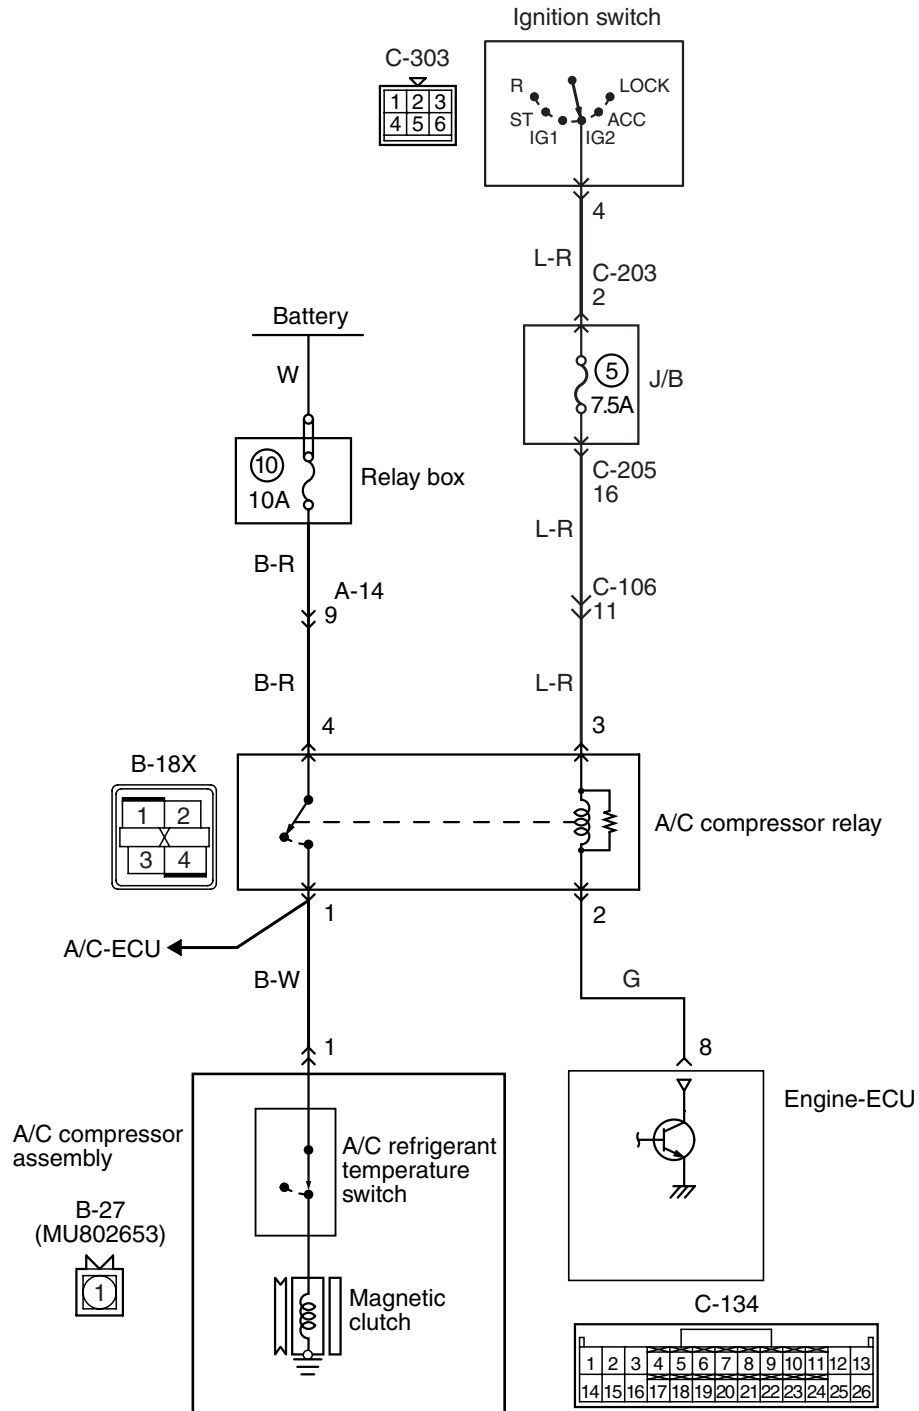 Ignition switch
C-303
1 2 3
4 5 6
R
LOCK
ST
ACC
IG1
IG2
4
L-R
C-203
2
Battery
W
5
7.5A
J/B
10
10A
Relay box
C-205
16
L-R
B-R
A-14
9
C-106
11
B-R
L-R
4
3
B-18X
1 2
3 4
A/C compressor relay
1
2
A/C-ECU
B-W
G
1
8
Engine-ECU
A/C compressor
assembly
A/C refrigerant
temperature
switch
B-27
(MU802653)
1
Magnetic
clutch
C-134
1 2 3 4 5 6 7 8 9 10 11 12 13
14 15 16 17 18 19 20 21 22 23 24 25 26